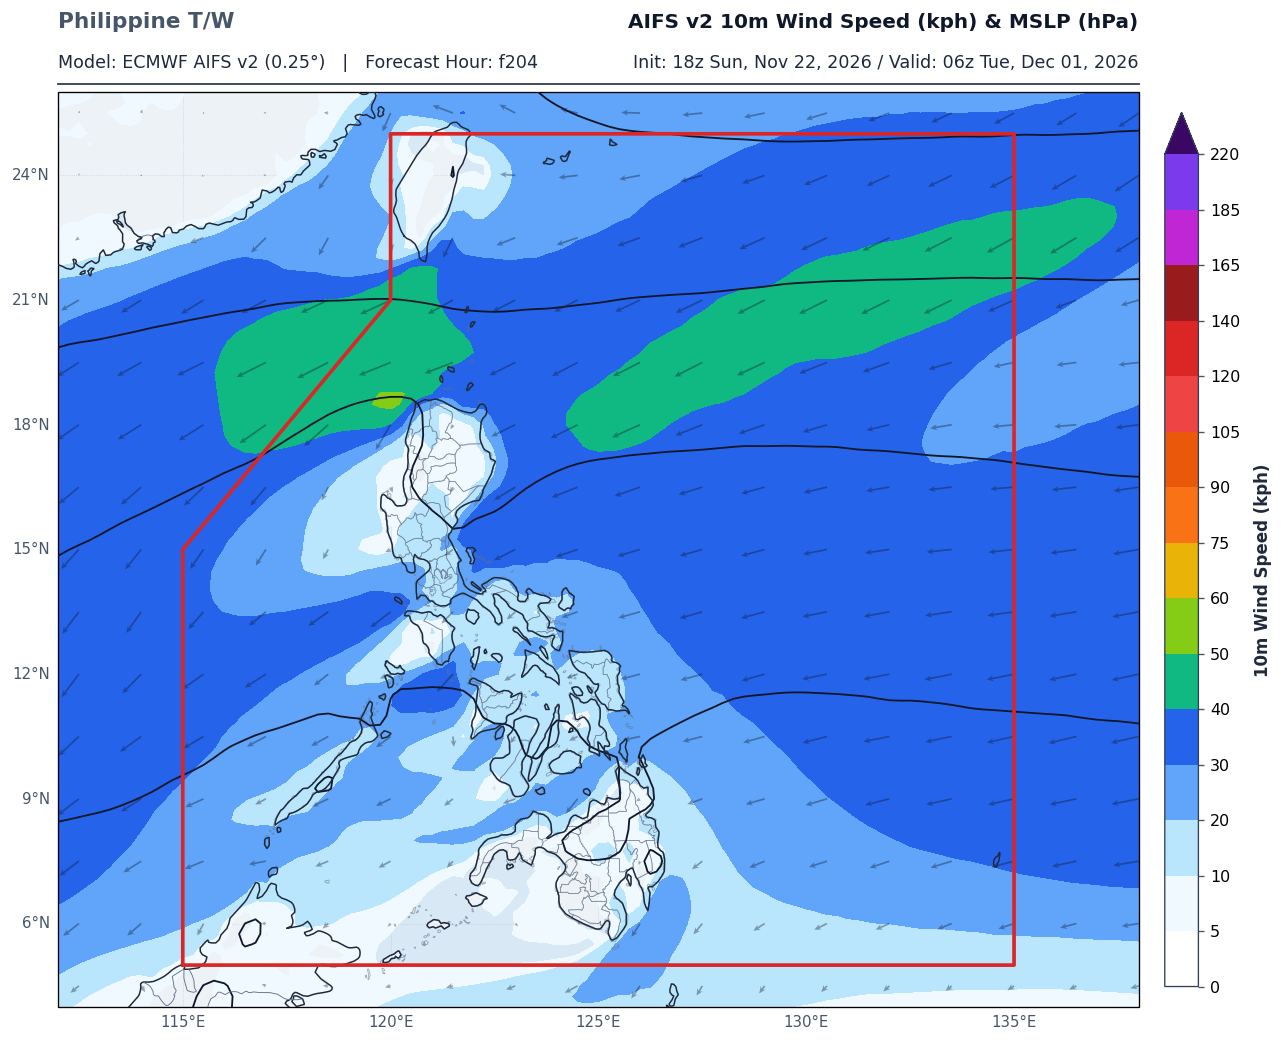 Philippine T/W
AIFS v2 10m Wind Speed (kph) & MSLP (hPa)
Model: ECMWF AIFS v2 (0.25°) | Forecast Hour: f204
Init: 18z Sun, Nov 22, 2026 / Valid: 06z Tue, Dec 01, 2026
24°N
21°N
18°N
15°N
12°N
9°N
6°N
115°E
120°E
125°E
130°E
135°E
220
185
165
140
120
105
90
75
60
50
40
30
20
10
5
0
10m Wind Speed (kph)